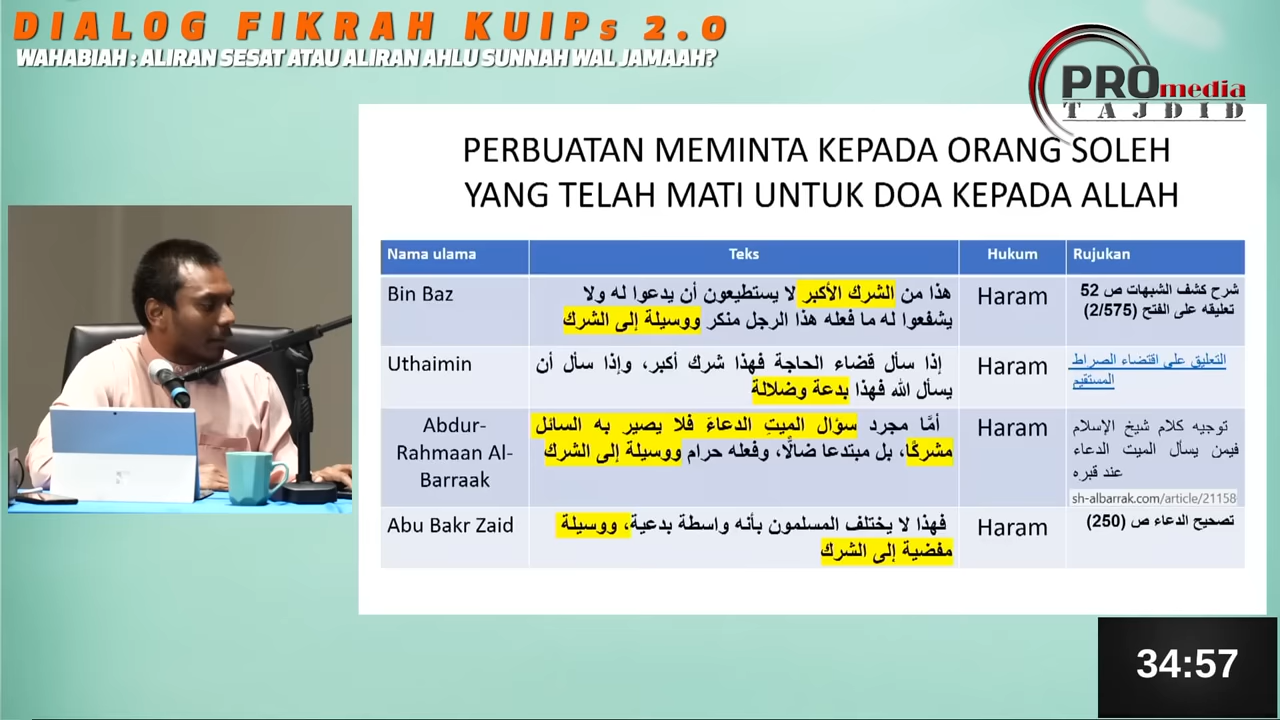 DIALOG FIKRAH KUIPs 2.0
WAHABIAH : ALIRAN SESAT ATAU ALIRAN AHLU SUNNAH WAL JAMAAH?
PROmedia
TAJDID
PERBUATAN MEMINTA KEPADA ORANG SOLEH
YANG TELAH MATI UNTUK DOA KEPADA ALLAH
Nama ulama
Teks
Hukum
Rujukan
Bin Baz
هذا من الشرك الأكبر لا يستطيعون أن يدعوا له ولا
يشفعوا له ما فعله هذا الرجل منكر ووسيلة إلى الشرك
Haram
شرح كشف الشبهات ص 52
تعليقه على الفتح (2/575)
Uthaimin
إذا سأل قضاء الحاجة فهذا شرك أكبر، وإذا سأل أن
يسأل الله فهذا بدعة وضلالة
Haram
التعليق على اقتضاء الصراط
المستقيم
Abdur-
Rahmaan Al-
Barraak
أمَّا مجرد سؤال الميتِ الدعاءَ فلا يصير به السائل
مشركًا، بل مبتدعا ضالًّا، وفعله حرام ووسيلة إلى الشرك
Haram
توجيه كلام شيخ الإسلام
فيمن يسأل الميت الدعاء
عند قبره
sh-albarrak.com/article/21158
Abu Bakr Zaid
فهذا لا يختلف المسلمون بأنه واسطة بدعية، ووسيلة
مفضية إلى الشرك
Haram
تصحيح الدعاء ص (250)
34:57